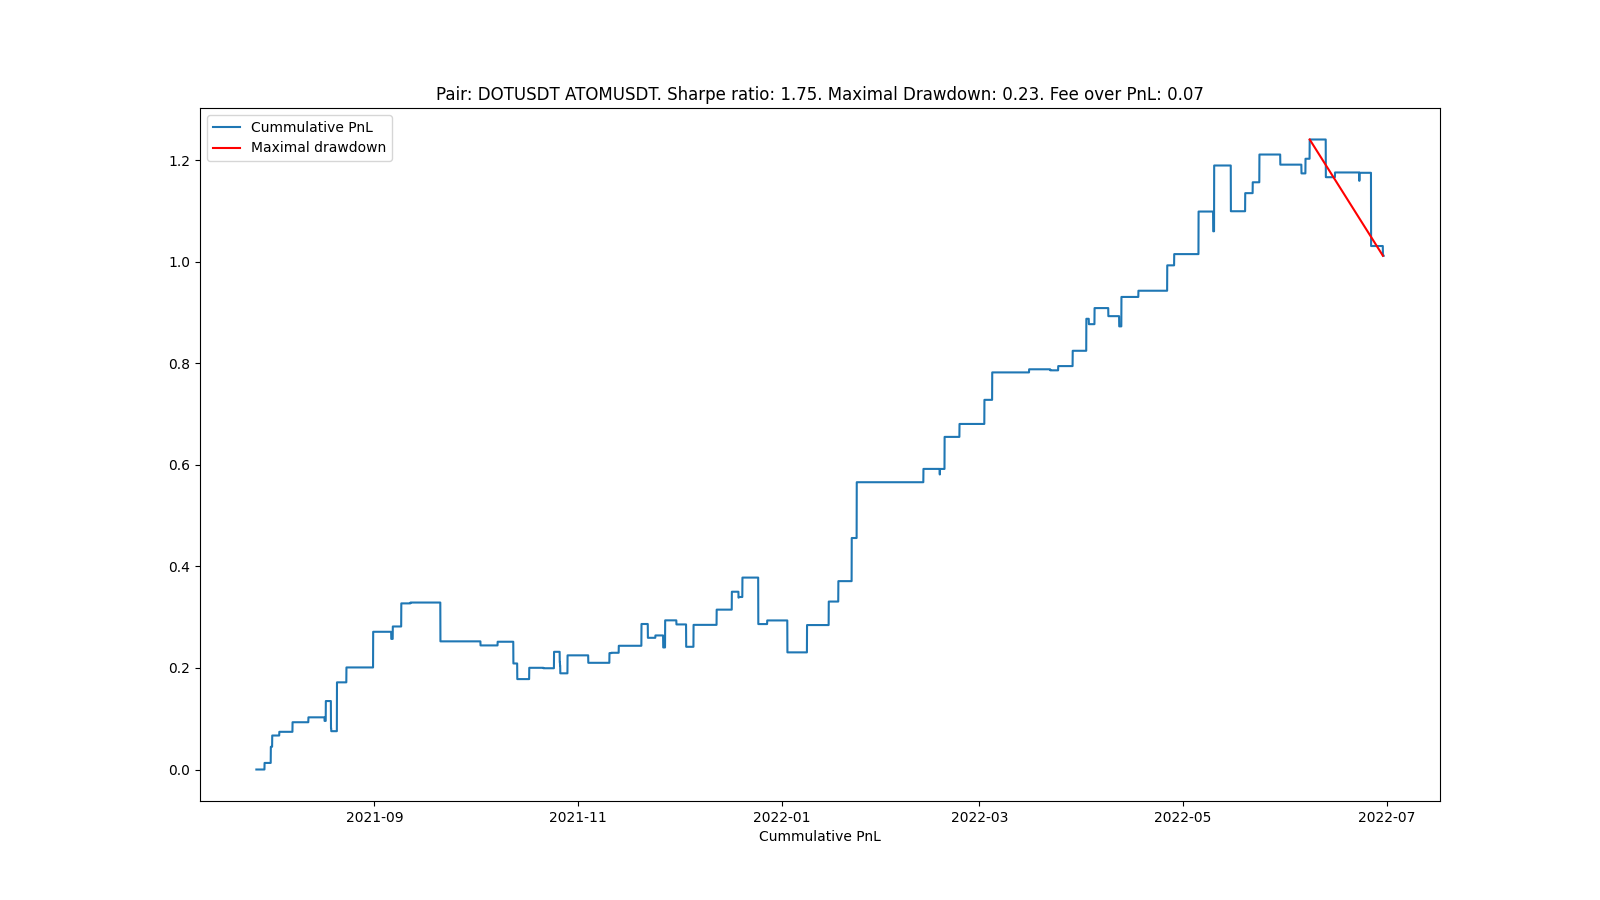 Pair: DOTUSDT ATOMUSDT. Sharpe ratio: 1.75. Maximal Drawdown: 0.23. Fee over PnL: 0.07
Cummulative PnL
Maximal drawdown
1.2
1.0
0.8
0.6
0.4
0.2
0.0
2021-09 2021-11 2022-01 2022-03 2022-05 2022-07
Cummulative PnL